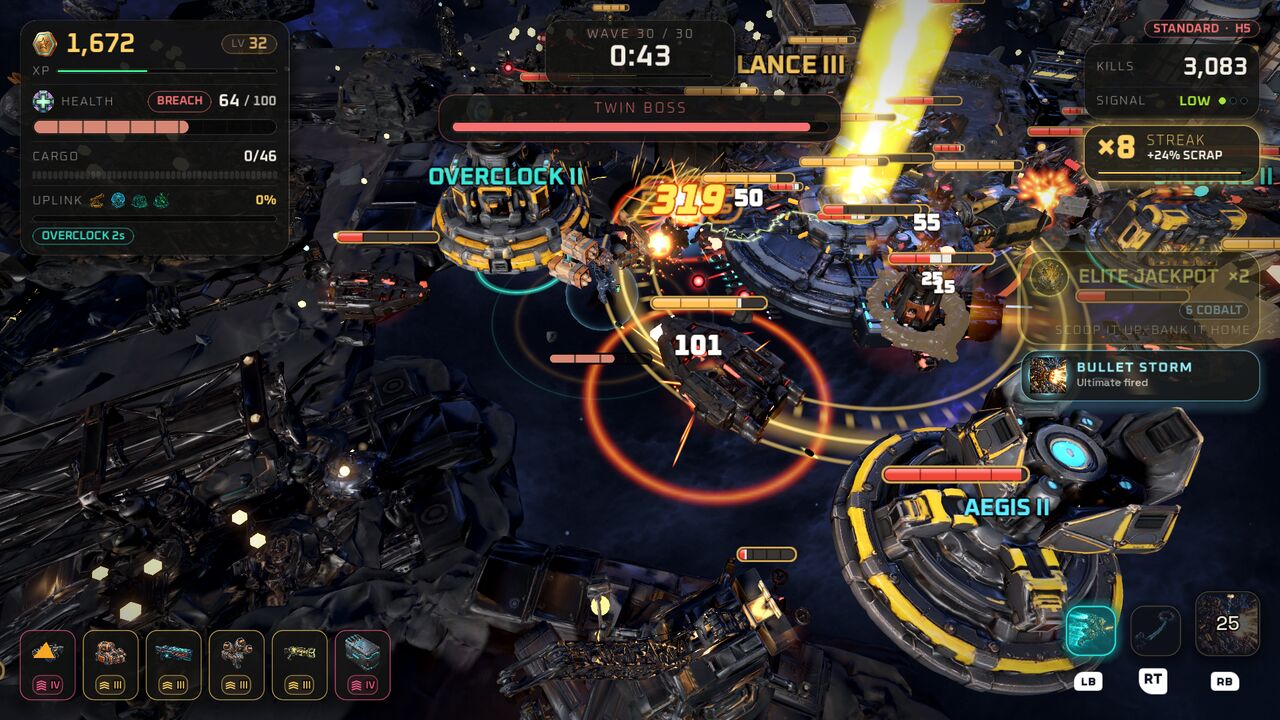 1,672
LV 32
XP
HEALTH
BREACH
64 / 100
CARGO
0/46
UPLINK
0%
OVERCLOCK 2s
WAVE 30 / 30
0:43
LANCE III
TWIN BOSS
STANDARD · H5
KILLS
3,083
SIGNAL
LOW
×8
STREAK
+24% SCRAP
OVERCLOCK II
319
50
55
25
15
101
ELITE JACKPOT ×2
6 COBALT
SCOOP IT UP, BANK IT HOME
BULLET STORM
Ultimate fired
AEGIS II
IV
III
III
III
III
IV
25
LB
RT
RB